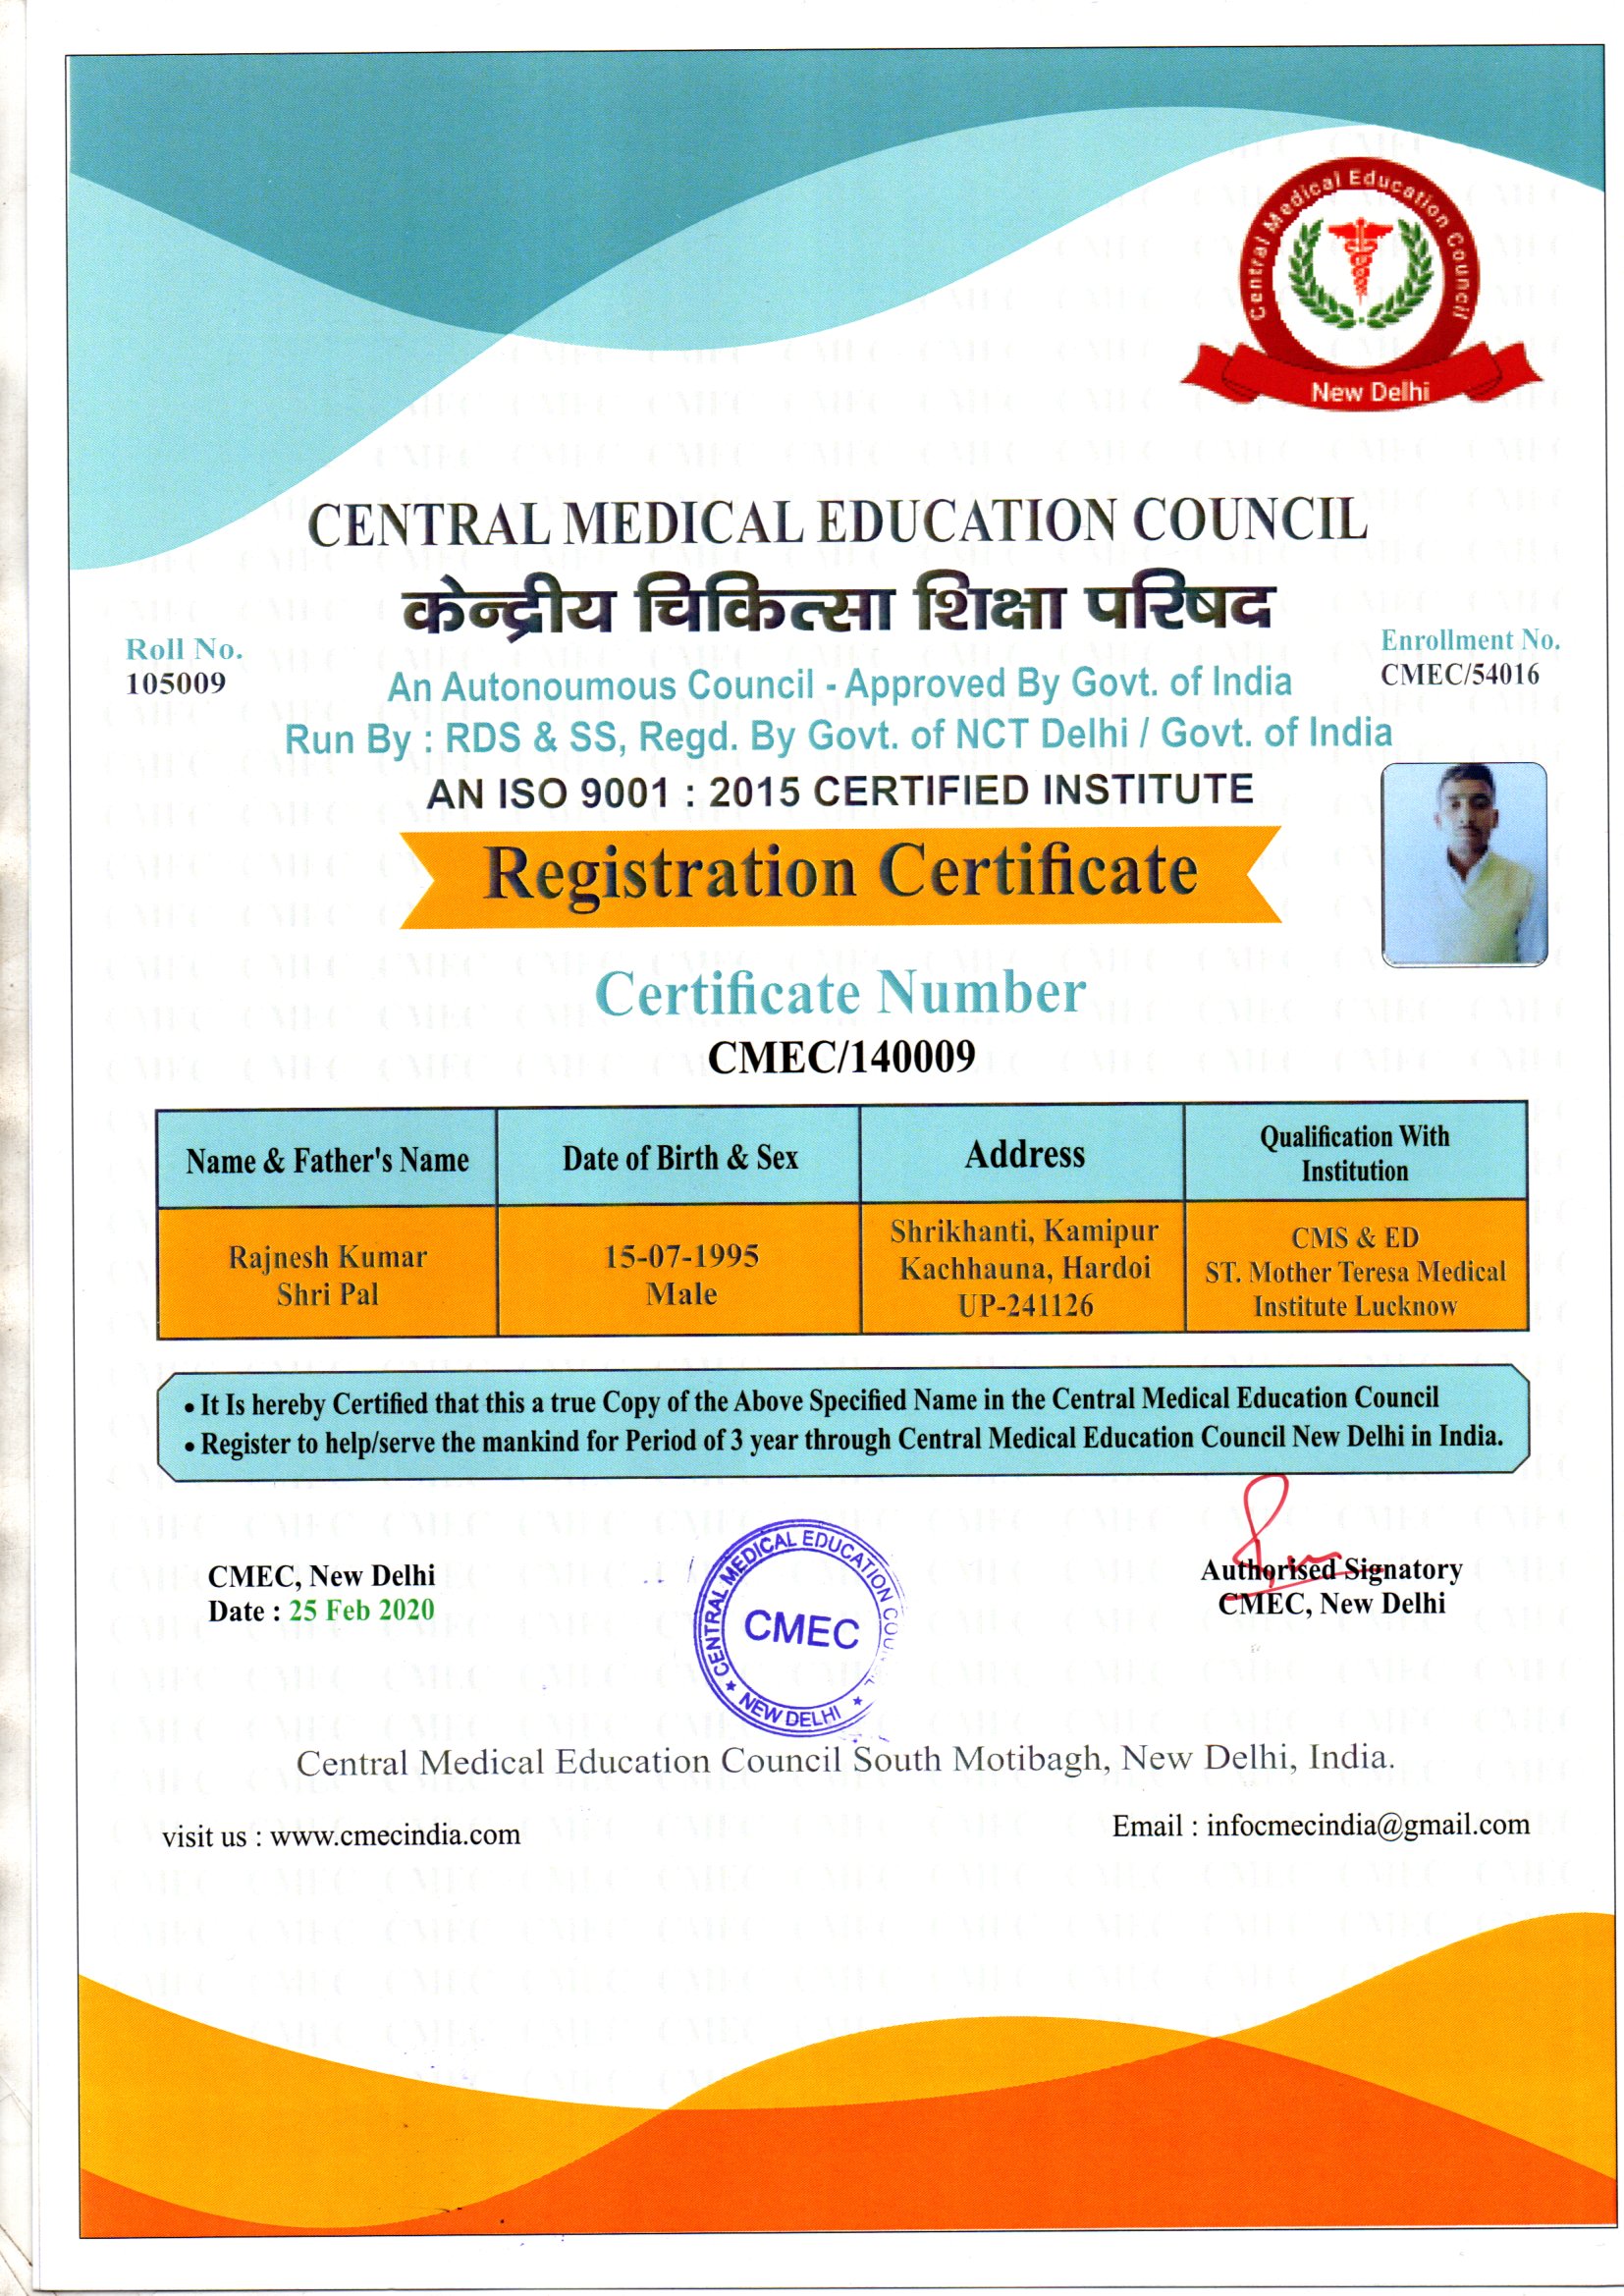 Central Medical Education Council
New Delhi
CENTRAL MEDICAL EDUCATION COUNCIL
केन्द्रीय चिकित्सा शिक्षा परिषद
Roll No.
105009
Enrollment No.
CMEC/54016
An Autonoumous Council - Approved By Govt. of India
Run By : RDS & SS, Regd. By Govt. of NCT Delhi / Govt. of India
AN ISO 9001 : 2015 CERTIFIED INSTITUTE
Registration Certificate
Certificate Number
CMEC/140009
Name & Father's Name
Date of Birth & Sex
Address
Qualification With
Institution
Rajnesh Kumar
Shri Pal
15-07-1995
Male
Shrikhanti, Kamipur
Kachhauna, Hardoi
UP-241126
CMS & ED
ST. Mother Teresa Medical
Institute Lucknow
• It Is hereby Certified that this a true Copy of the Above Specified Name in the Central Medical Education Council
• Register to help/serve the mankind for Period of 3 year through Central Medical Education Council New Delhi in India.
CMEC, New Delhi
Date : 25 Feb 2020
CENTRAL MEDICAL EDUCATION
CMEC
★ NEW DELHI ★
Authorised Signatory
CMEC, New Delhi
Central Medical Education Council South Motibagh, New Delhi, India.
visit us : www.cmecindia.com
Email : infocmecindia@gmail.com